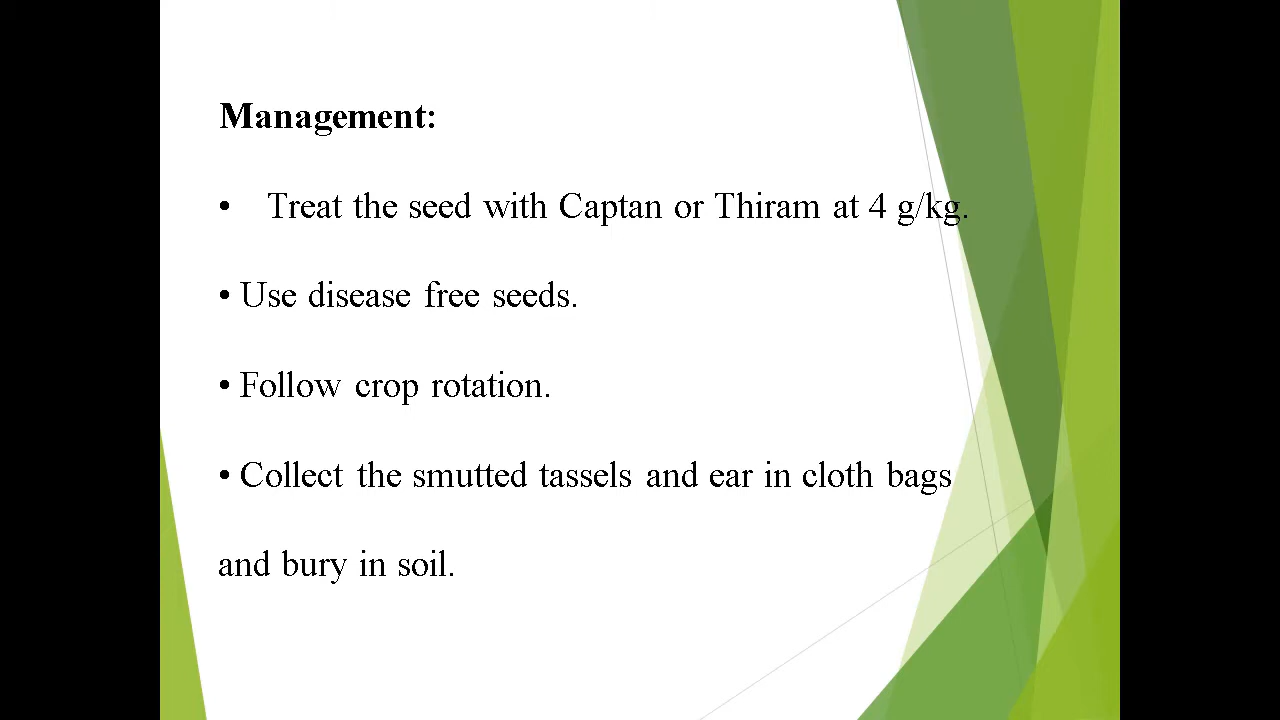 Management:
• Treat the seed with Captan or Thiram at 4 g/kg.
• Use disease free seeds.
• Follow crop rotation.
• Collect the smutted tassels and ear in cloth bags
and bury in soil.